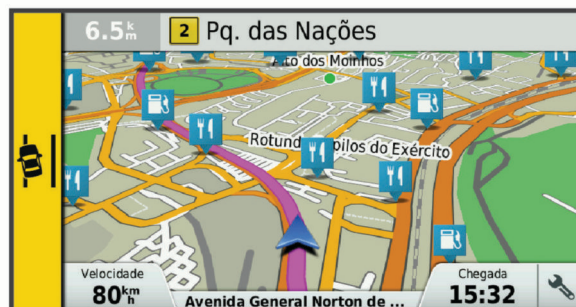 6.5 km
2 Pq. das Nações
Alto dos Moinhos
Rotund pilos do Exército
Velocidade
80 km h
Avenida General Norton de ...
Chegada
15:32